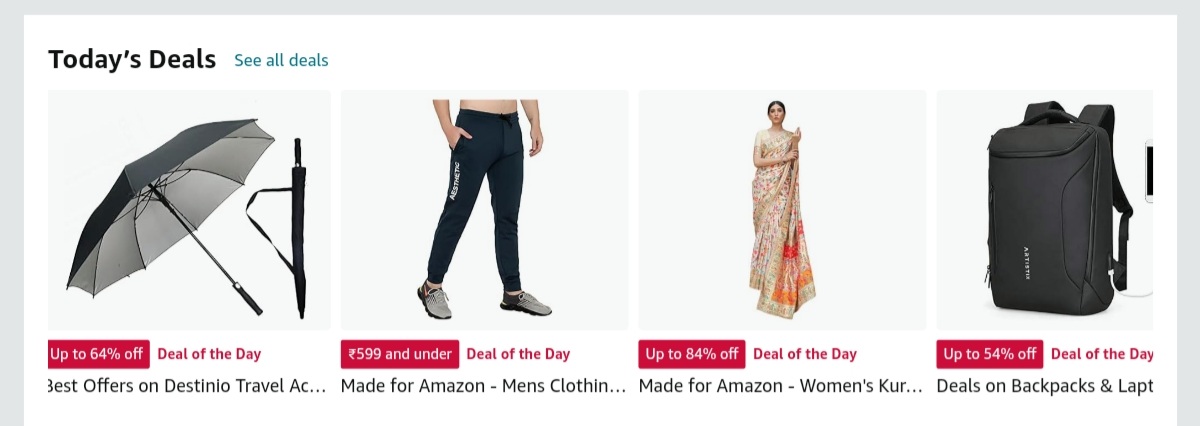 Today's Deals See all deals
AESTHETIC
ARTISTIX
Up to 64% off Deal of the Day
₹599 and under Deal of the Day
Up to 84% off Deal of the Day
Up to 54% off Deal of the Day
Best Offers on Destinio Travel Ac...
Made for Amazon - Mens Clothin...
Made for Amazon - Women's Kur...
Deals on Backpacks & Lapt